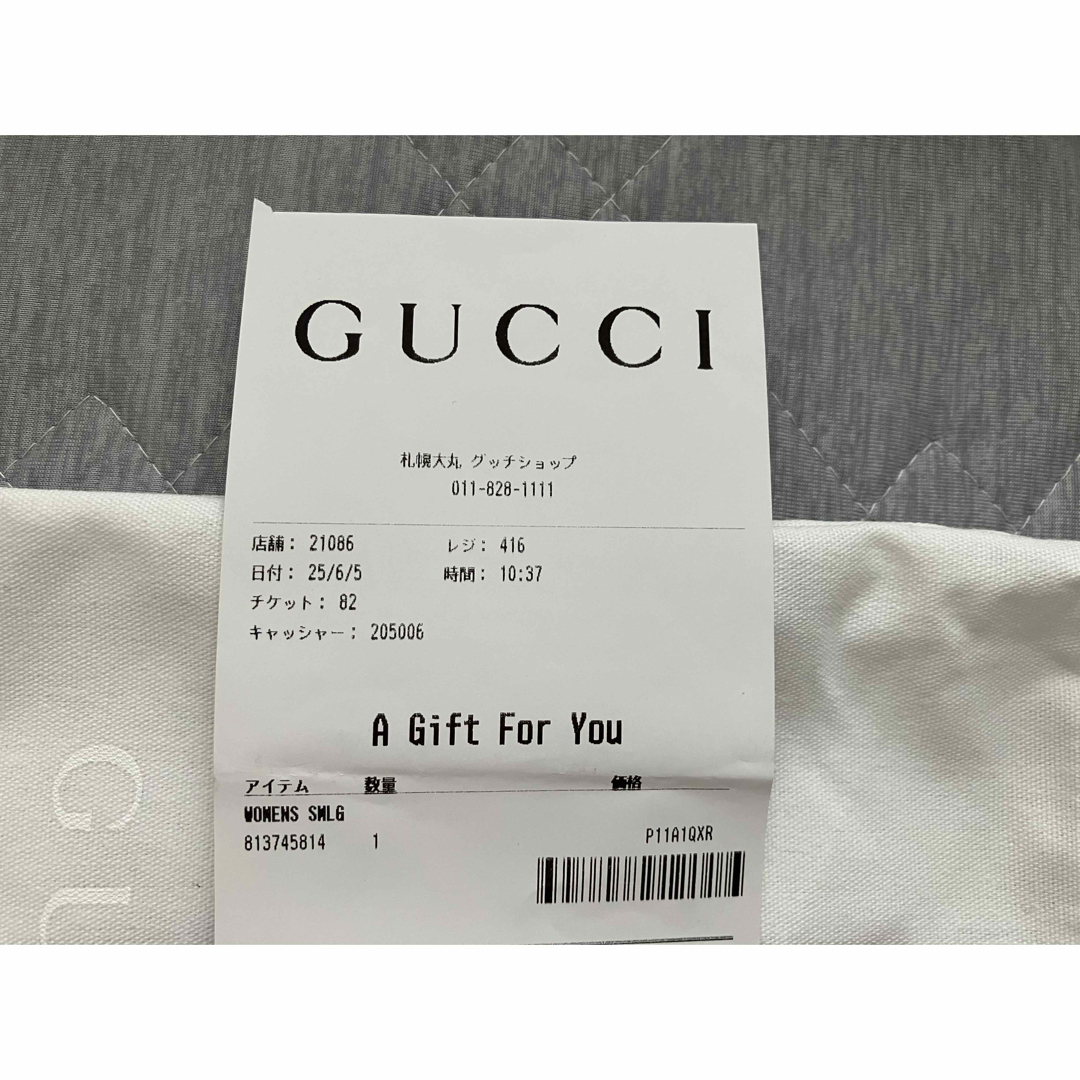 GUCCI
札幌大丸 グッチショップ
011-828-1111
店舗: 21086 レジ: 416
日付: 25/6/5 時間: 10:37
チケット: 82
キャッシャー: 205006
A Gift For You
アイテム 数量 価格
WOMENS SMLG
813745814 1 P11A1QXR
GU